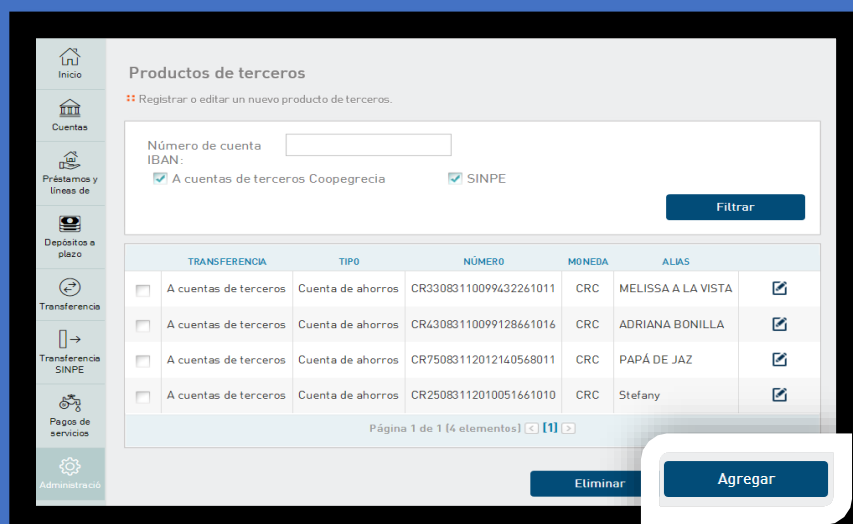 Inicio
Cuentas
Préstamos y
líneas de
Depósitos a
plazo
Transferencia
Transferencia
SINPE
Pagos de
servicios
Administració
Productos de terceros
Registrar o editar un nuevo producto de terceros.
Número de cuenta
IBAN:
A cuentas de terceros Coopegrecia SINPE
Filtrar
TRANSFERENCIA TIPO NÚMERO MONEDA ALIAS
A cuentas de terceros Cuenta de ahorros CR33083110099432261011 CRC MELISSA A LA VISTA
A cuentas de terceros Cuenta de ahorros CR43083110099128661016 CRC ADRIANA BONILLA
A cuentas de terceros Cuenta de ahorros CR75083112012140568011 CRC PAPÁ DE JAZ
A cuentas de terceros Cuenta de ahorros CR25083112010051661010 CRC Stefany
Página 1 de 1 (4 elementos) < [1] >
Eliminar Agregar